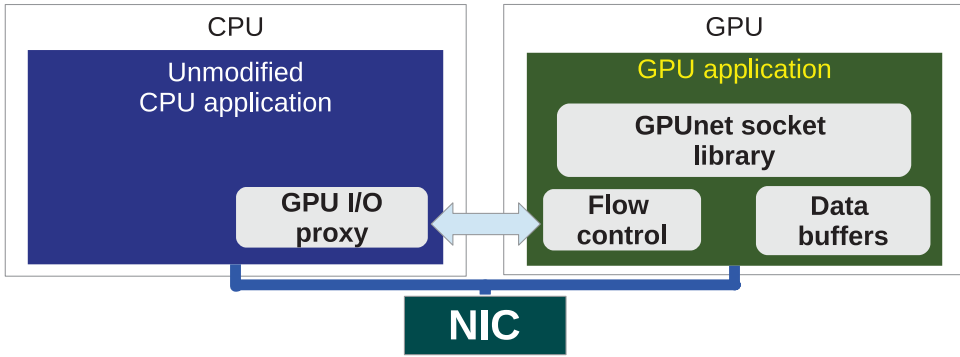 CPU
Unmodified
CPU application
GPU I/O
proxy
GPU
GPU application
GPUnet socket
library
Flow
control
Data
buffers
NIC